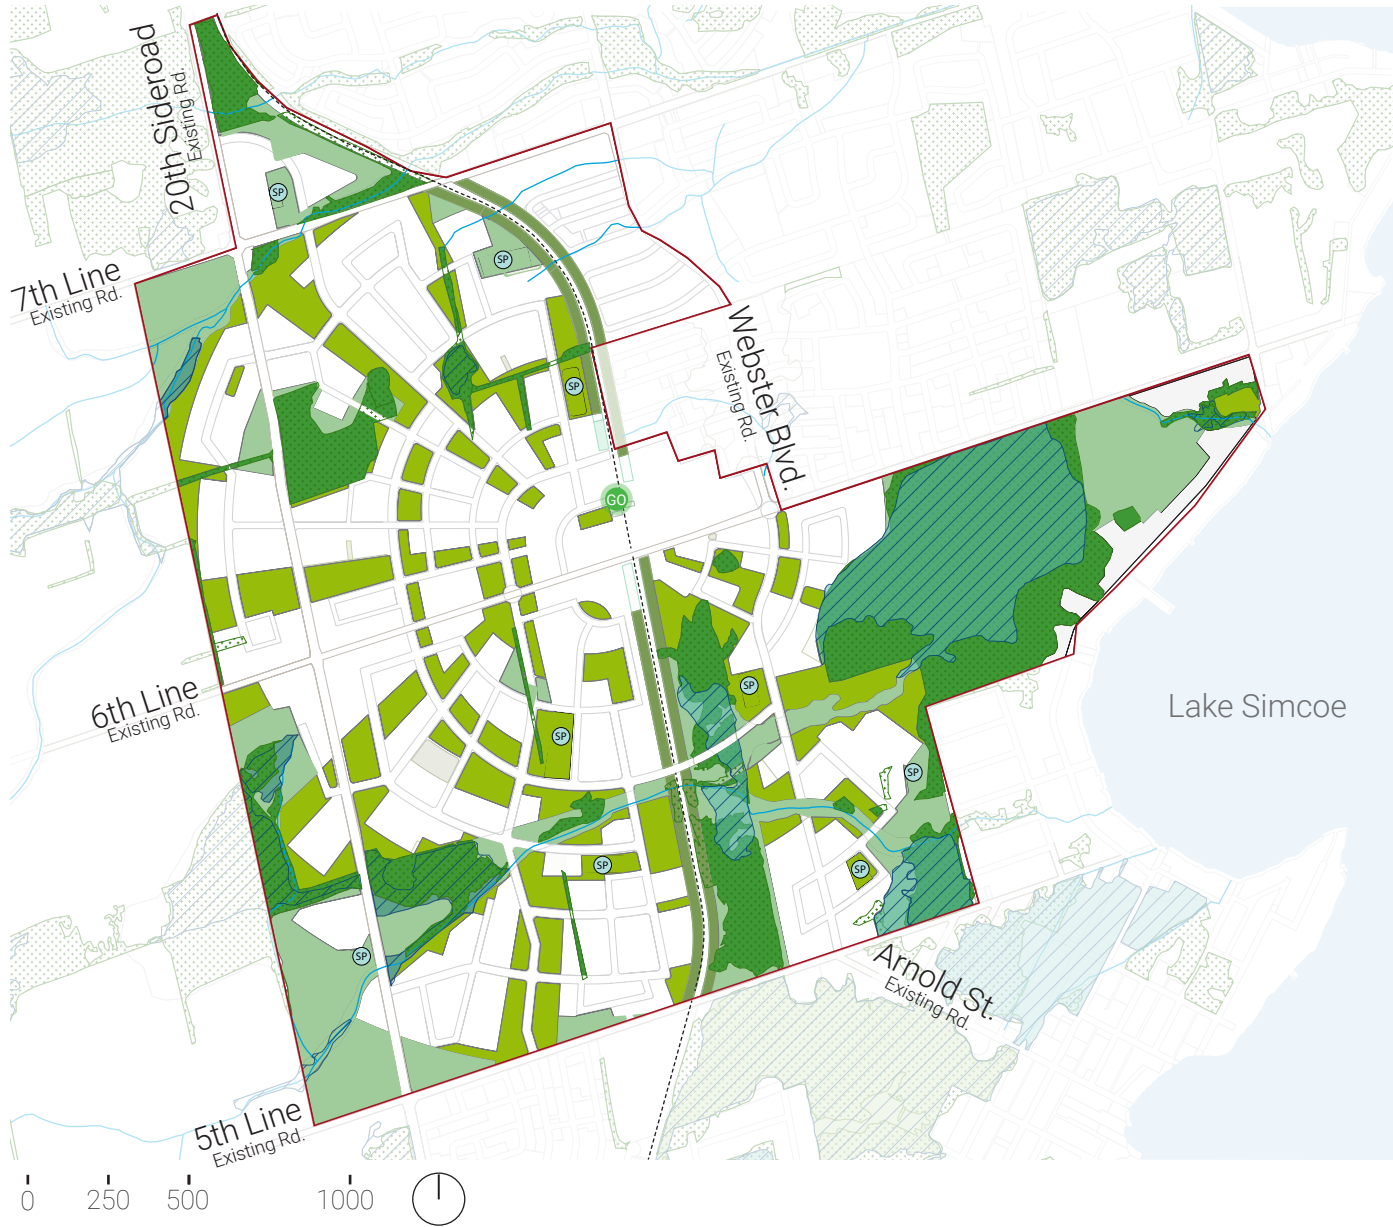 20th Sideroad
Existing Rd
SP
7th Line
Existing Rd.
SP
Webster Blvd.
Existing Rd.
SP
GO
6th Line
Existing Rd.
SP
SP
Lake Simcoe
SP
SP
SP
SP
Arnold St.
Existing Rd.
5th Line
Existing Rd.
0
250
500
1000